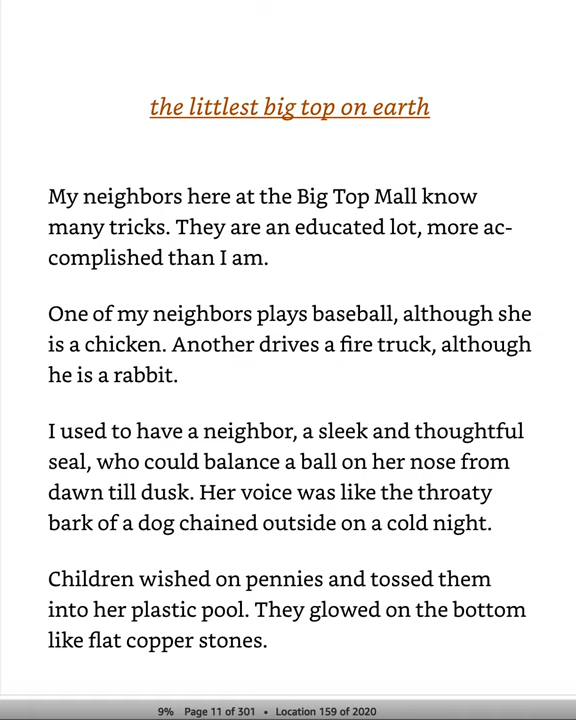 the littlest big top on earth
My neighbors here at the Big Top Mall know
many tricks. They are an educated lot, more ac-
complished than I am.
One of my neighbors plays baseball, although she
is a chicken. Another drives a fire truck, although
he is a rabbit.
I used to have a neighbor, a sleek and thoughtful
seal, who could balance a ball on her nose from
dawn till dusk. Her voice was like the throaty
bark of a dog chained outside on a cold night.
Children wished on pennies and tossed them
into her plastic pool. They glowed on the bottom
like flat copper stones.
9% Page 11 of 301 • Location 159 of 2020